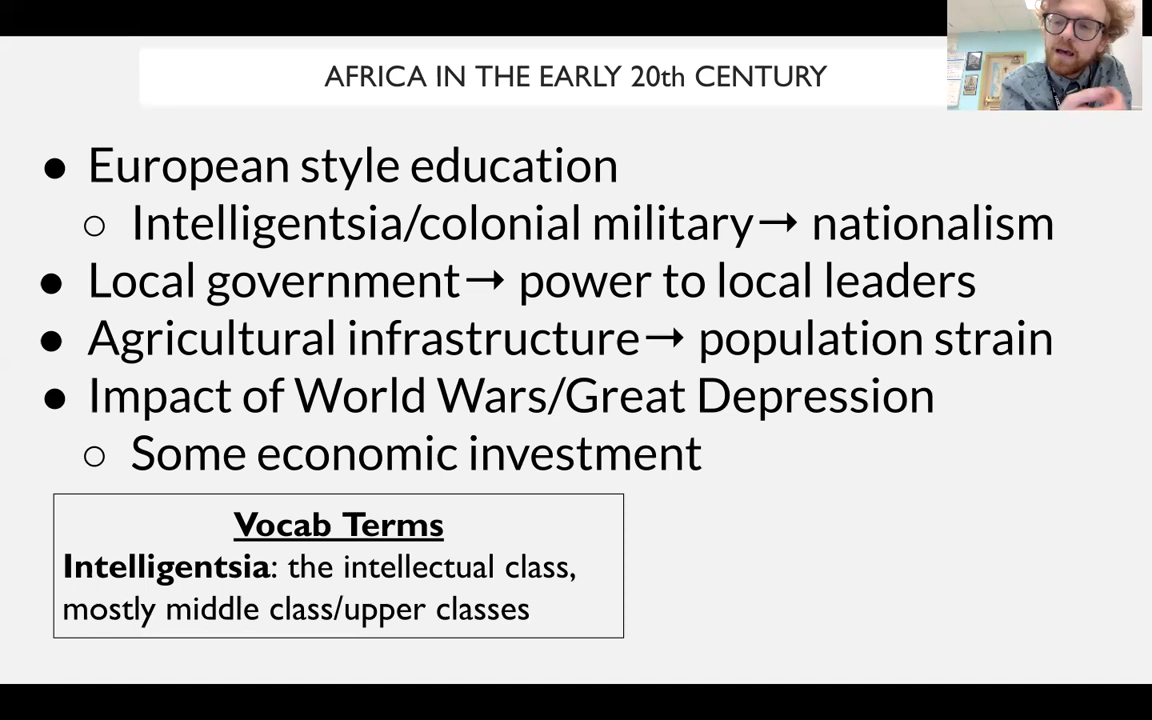 AFRICA IN THE EARLY 20th CENTURY
● European style education
○ Intelligentsia/colonial military→ nationalism
● Local government→ power to local leaders
● Agricultural infrastructure→ population strain
● Impact of World Wars/Great Depression
○ Some economic investment
Vocab Terms
Intelligentsia: the intellectual class,
mostly middle class/upper classes